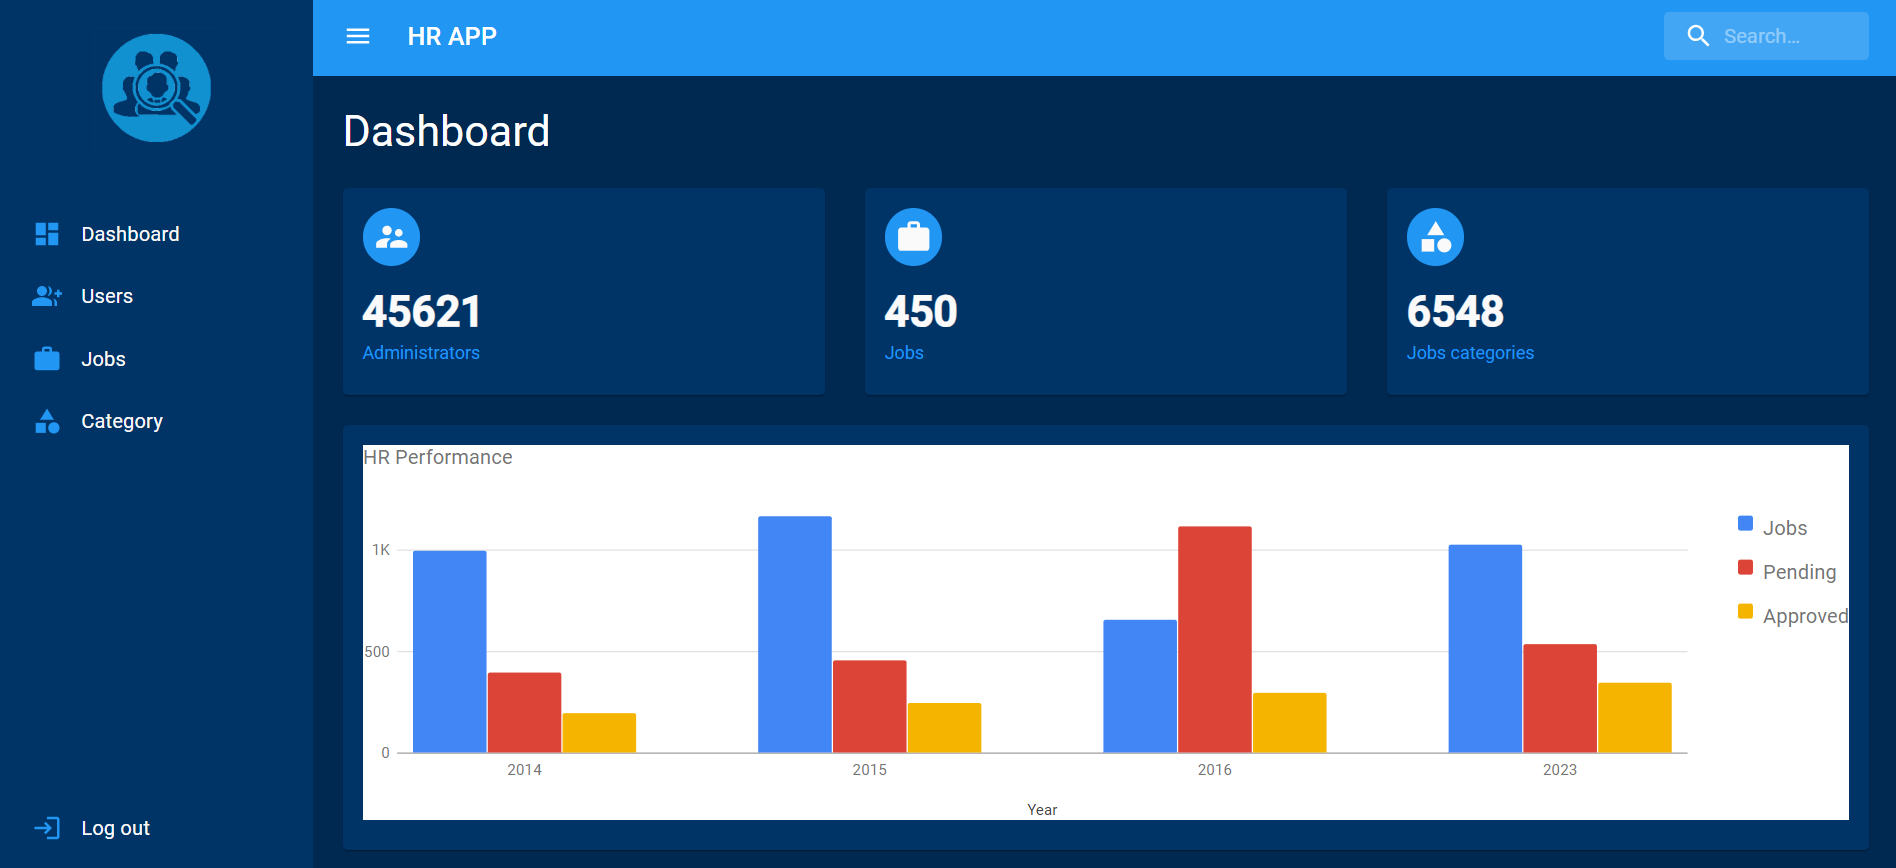 HR APP
Search...
Dashboard
Users
Jobs
Category
Log out
Dashboard
45621
Administrators
450
Jobs
6548
Jobs categories
HR Performance
1K
500
0
2014
2015
2016
2023
Year
Jobs
Pending
Approved